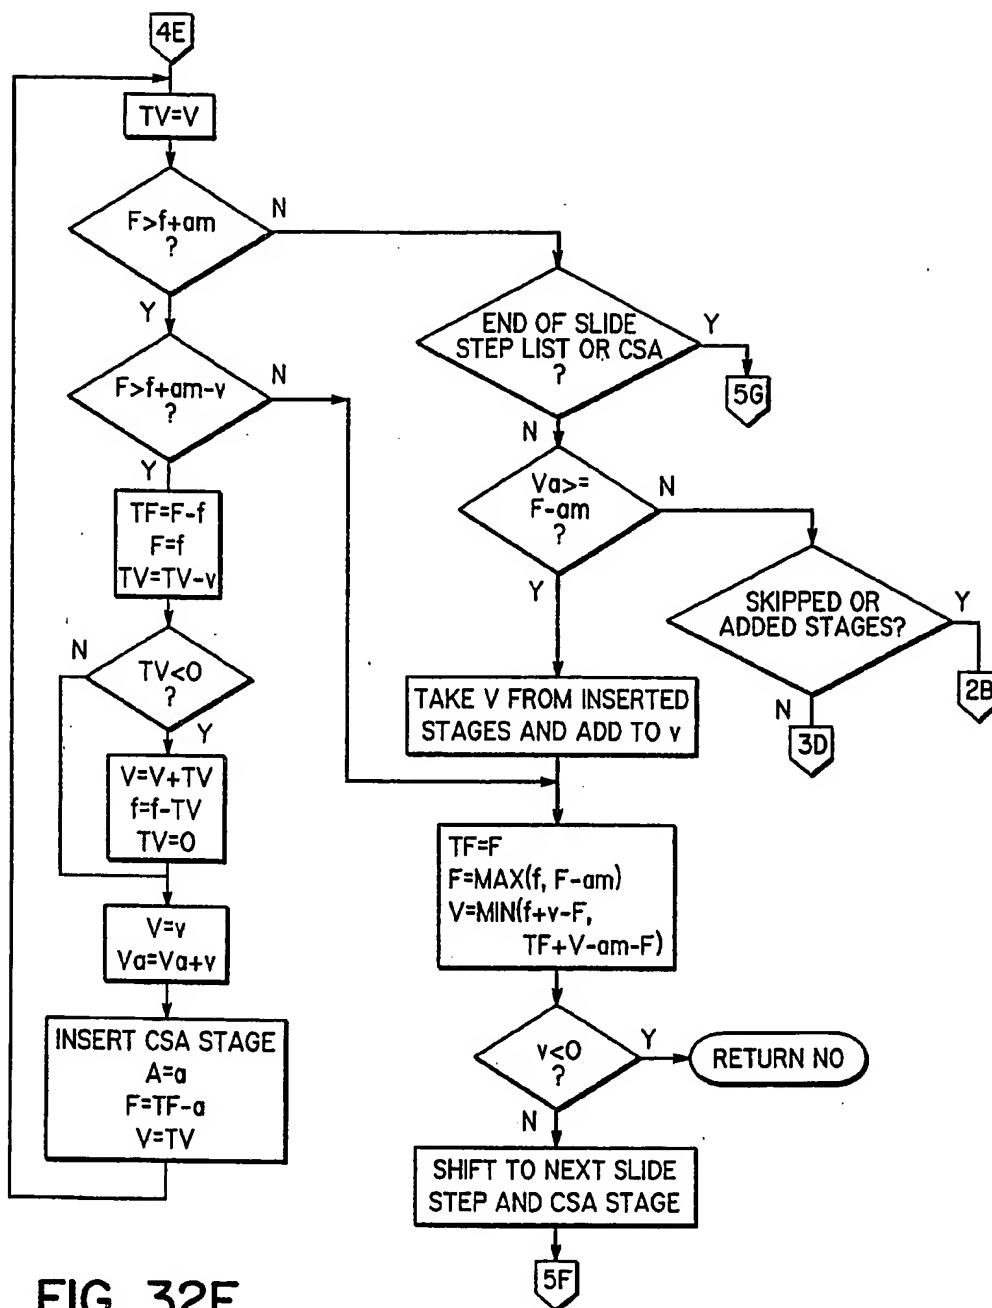 4E
TV=V
F>f+am
?
N
Y
F>f+am-v
?
N
Y
TF=F-f
F=f
TV=TV-v
TV<0
?
N
Y
V=V+TV
f=f-TV
TV=0
V=v
Va=Va+v
INSERT CSA STAGE
A=a
F=TF-a
V=TV
END OF SLIDE
STEP LIST OR CSA
?
Y
5G
N
Va>=
F-am
?
N
Y
SKIPPED OR
ADDED STAGES?
Y
2B
N
3D
TAKE V FROM INSERTED
STAGES AND ADD TO v
TF=F
F=MAX(f, F-am)
V=MIN(f+v-F,
TF+V-am-F)
v<0
?
Y
RETURN NO
N
SHIFT TO NEXT SLIDE
STEP AND CSA STAGE
5F